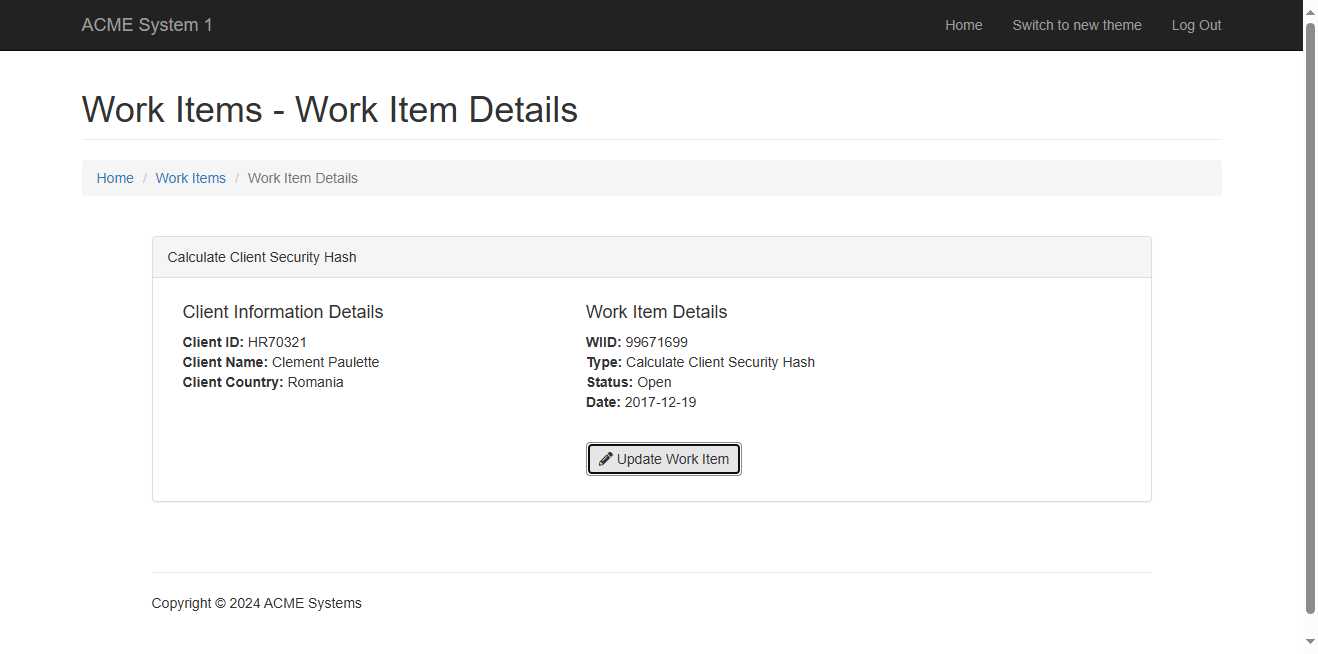 ACME System 1 Home Switch to new theme Log Out
Work Items - Work Item Details
Home / Work Items / Work Item Details
Calculate Client Security Hash
Client Information Details
Client ID: HR70321
Client Name: Clement Paulette
Client Country: Romania
Work Item Details
WIID: 99671699
Type: Calculate Client Security Hash
Status: Open
Date: 2017-12-19
Update Work Item
Copyright © 2024 ACME Systems